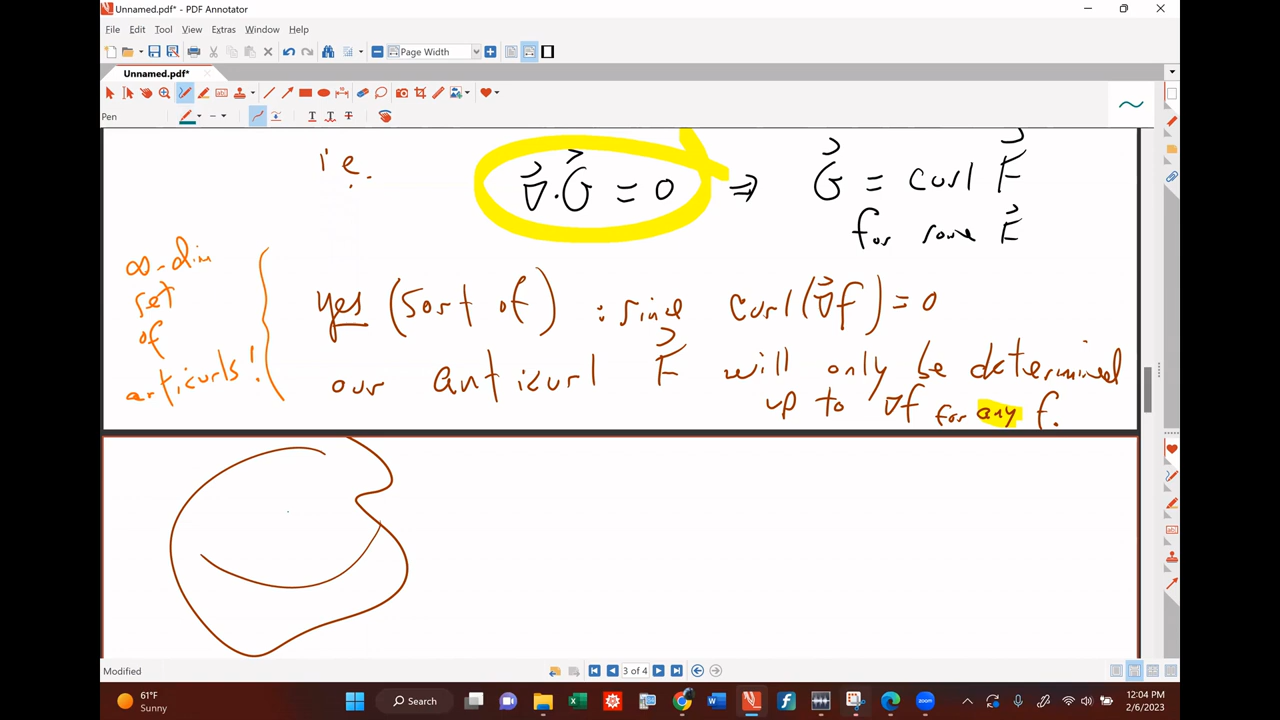 Unnamed.pdf* - PDF Annotator
File Edit Tool View Extras Window Help
Page Width
Unnamed.pdf*
Pen
i e.
∇⃗·G⃗ = 0 ⇒ G⃗ = curl F⃗
for some F⃗
∞-dim
set
of
anticurls!
yes (sort of) : since curl(∇⃗f) = 0
our anticurl F⃗ will only be determined
up to ∇f for any f.
Modified
3 of 4
61°F
Sunny
Search
zoom
12:04 PM
2/6/2023